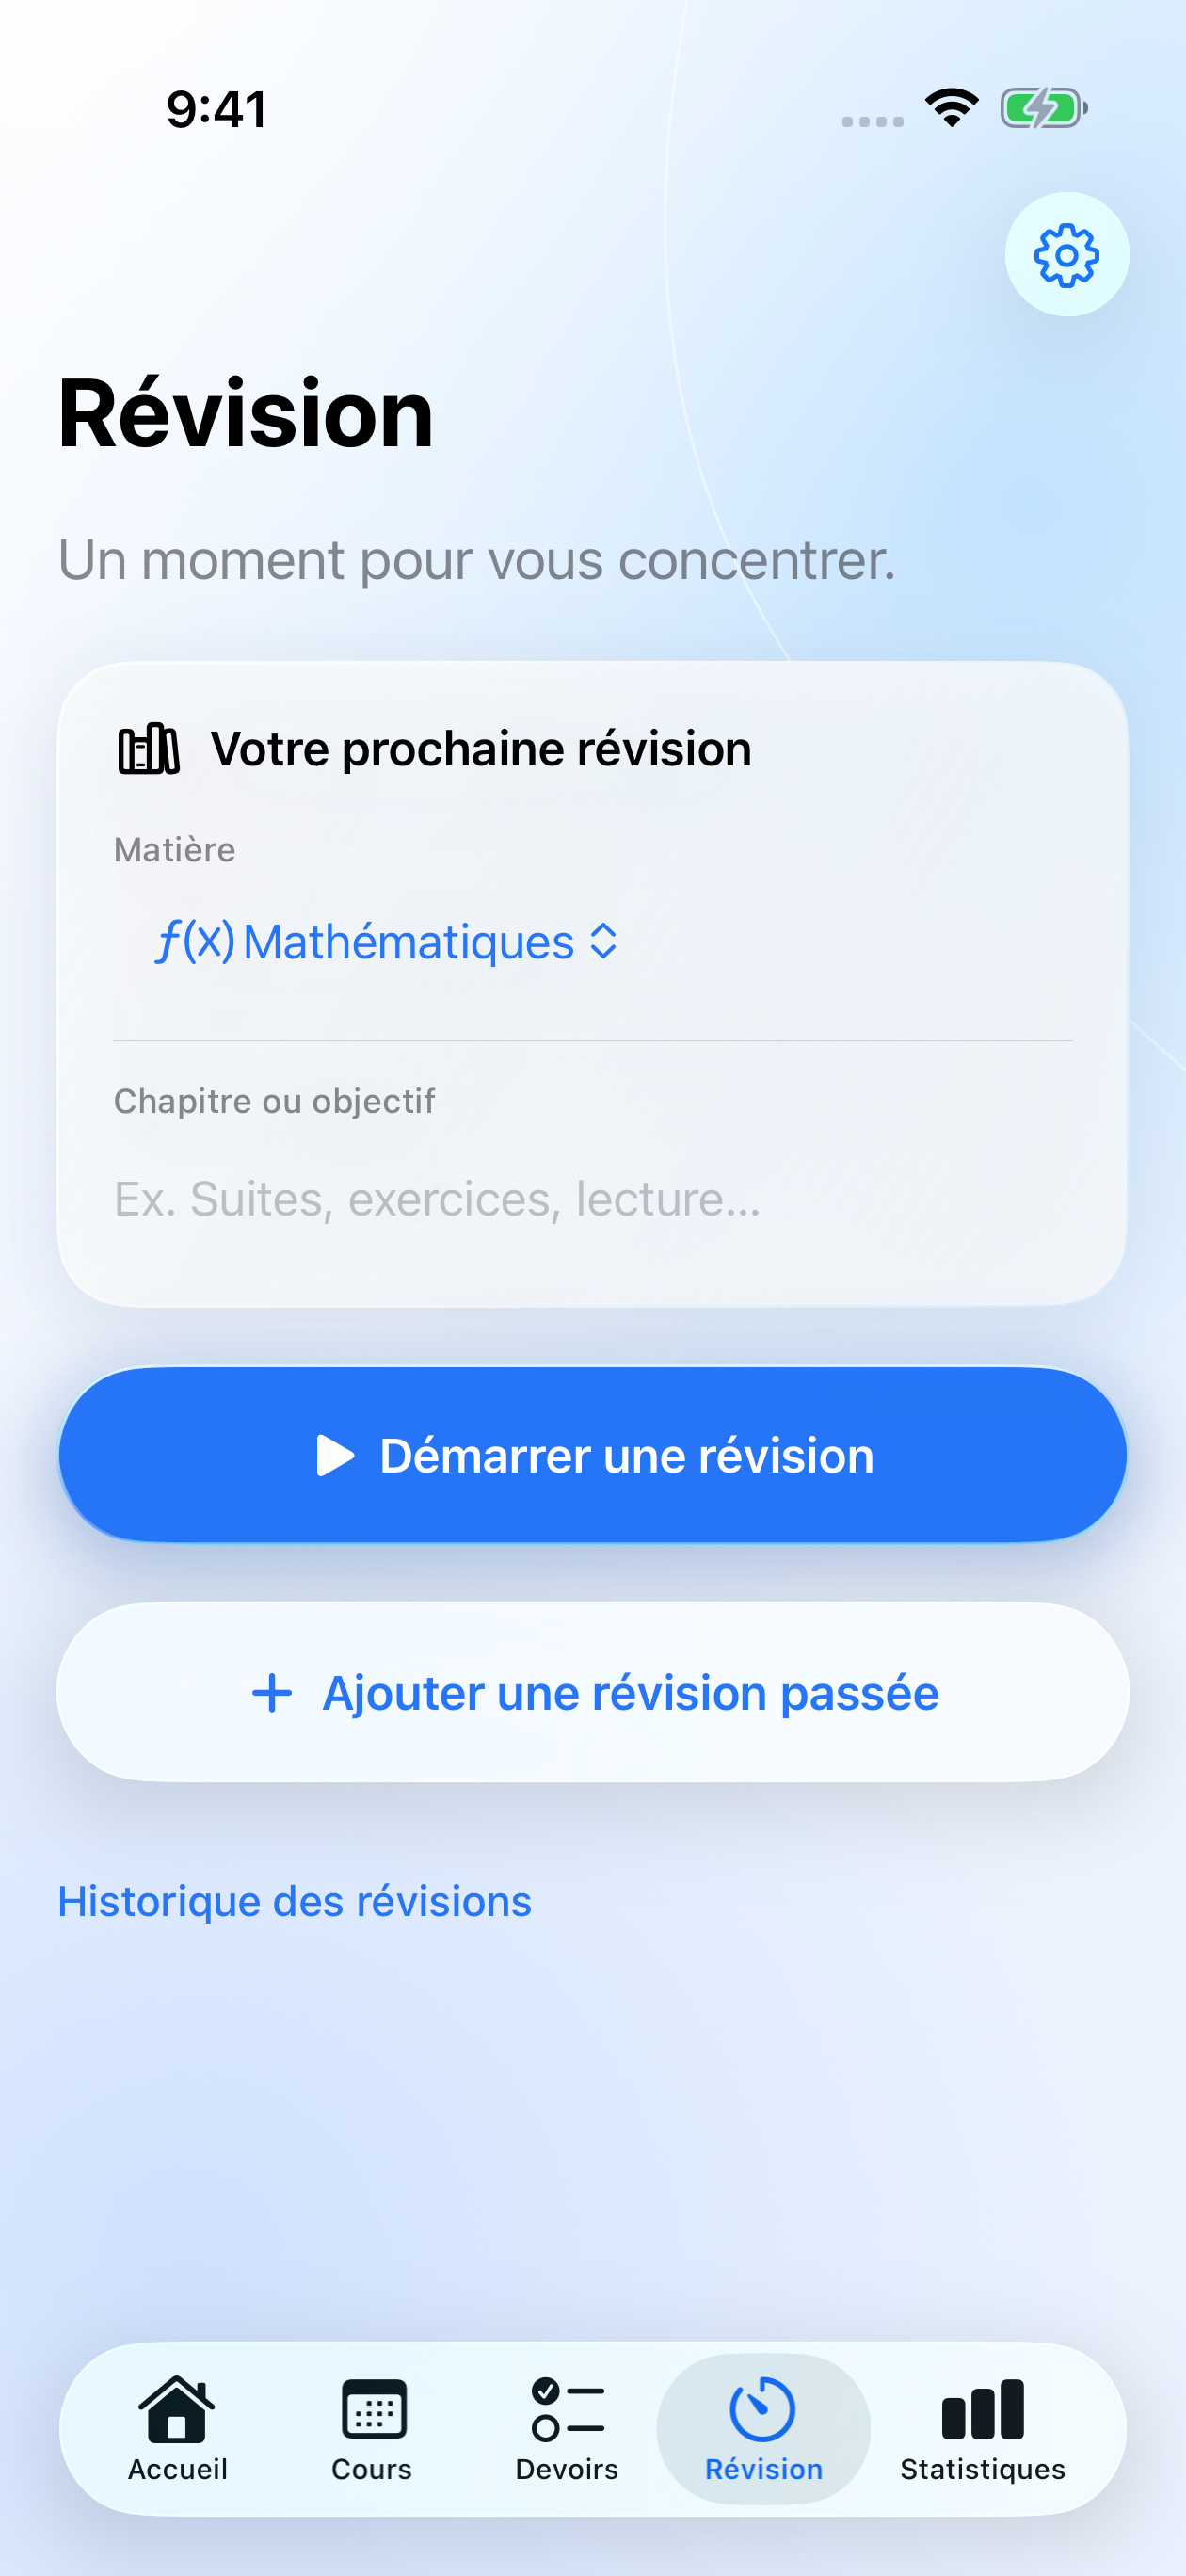 9:41
Révision
Un moment pour vous concentrer.
Votre prochaine révision
Matière
ƒ(x) Mathématiques
Chapitre ou objectif
Ex. Suites, exercices, lecture...
Démarrer une révision
+ Ajouter une révision passée
Historique des révisions
Accueil
Cours
Devoirs
Révision
Statistiques